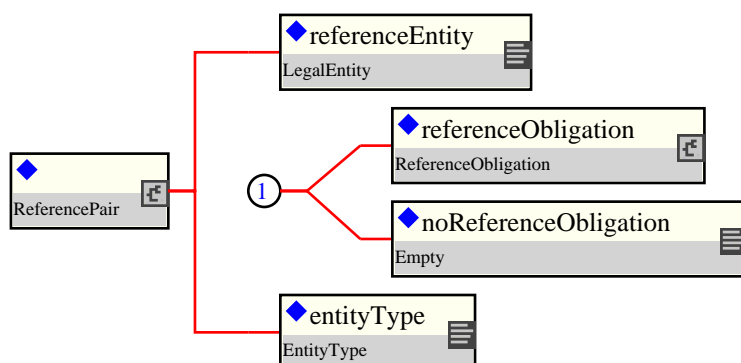 referenceEntity
LegalEntity
referenceObligation
ReferenceObligation
ReferencePair
1
noReferenceObligation
Empty
entityType
EntityType